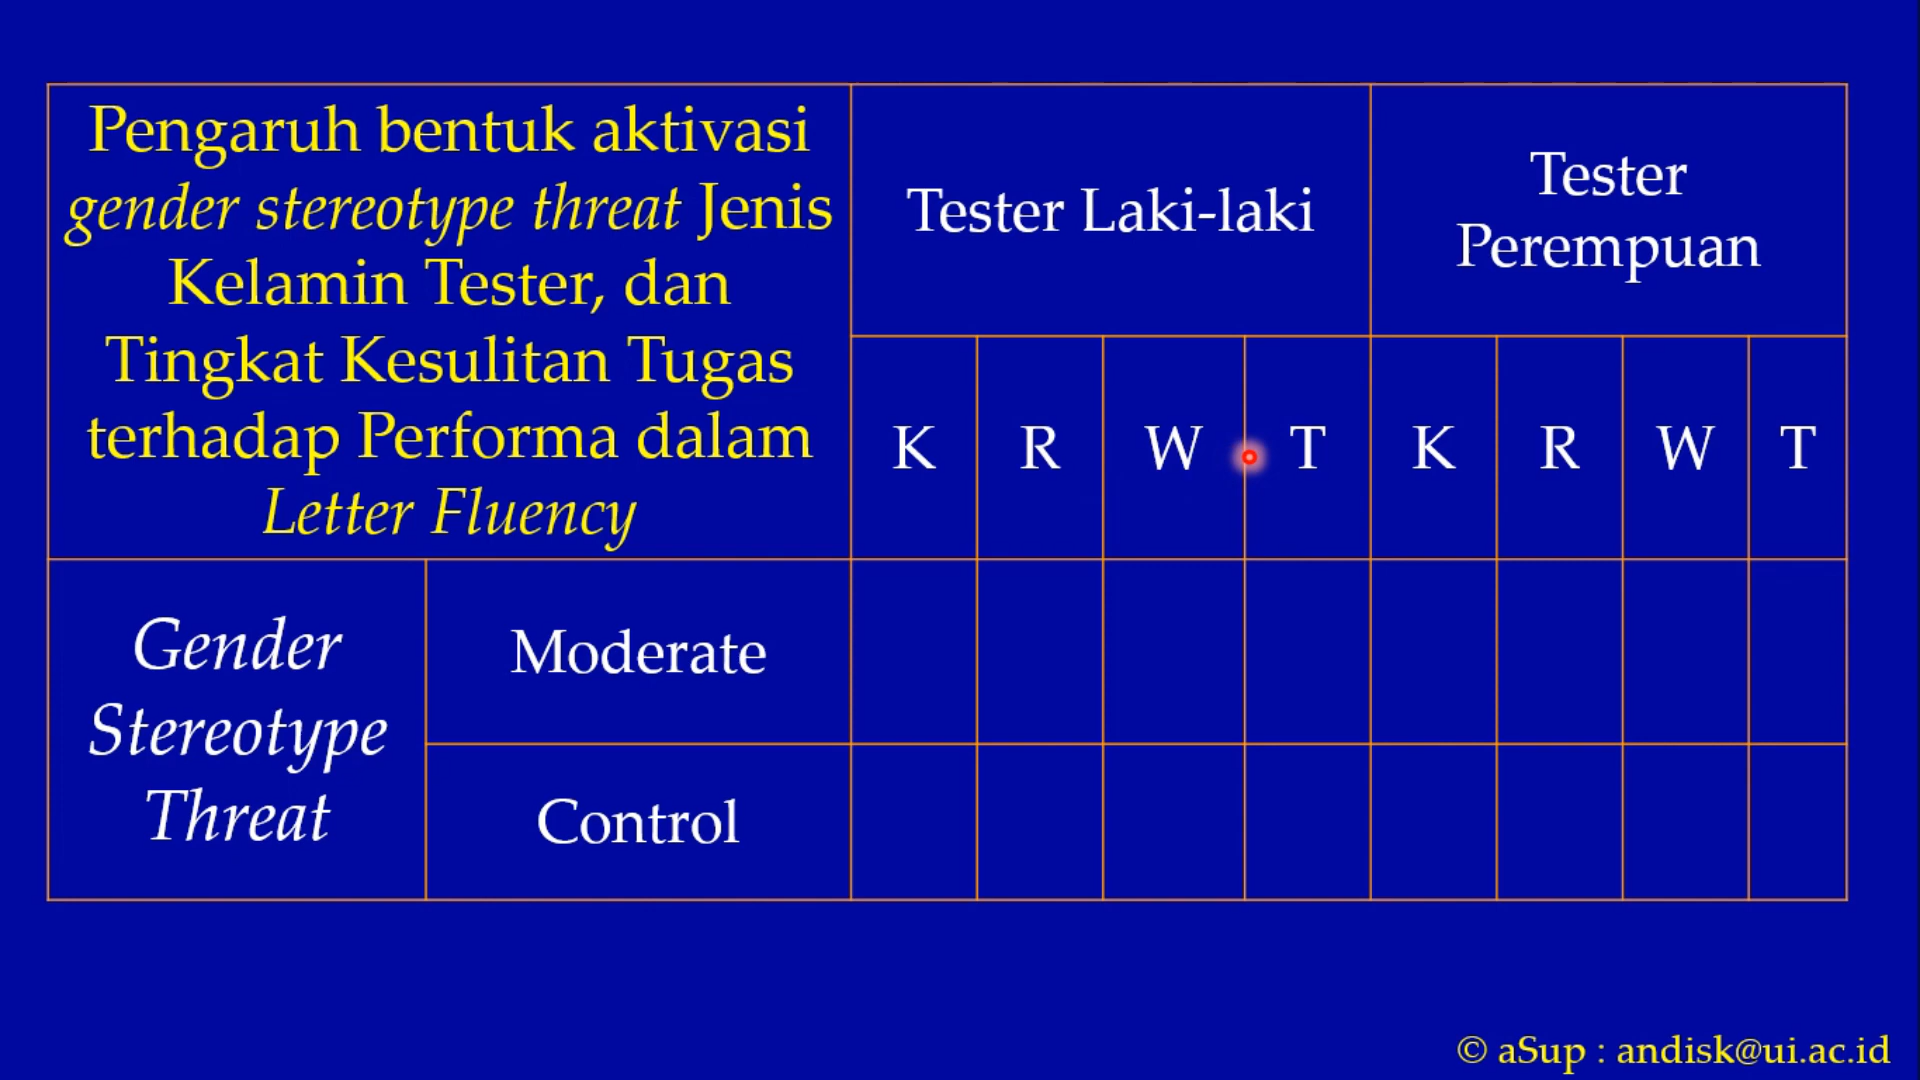 Pengaruh bentuk aktivasi
gender stereotype threat Jenis
Kelamin Tester, dan
Tingkat Kesulitan Tugas
terhadap Performa dalam
Letter Fluency
Tester Laki-laki
Tester
Perempuan
K R W T K R W T
Gender
Stereotype
Threat
Moderate
Control
© aSup : andisk@ui.ac.id